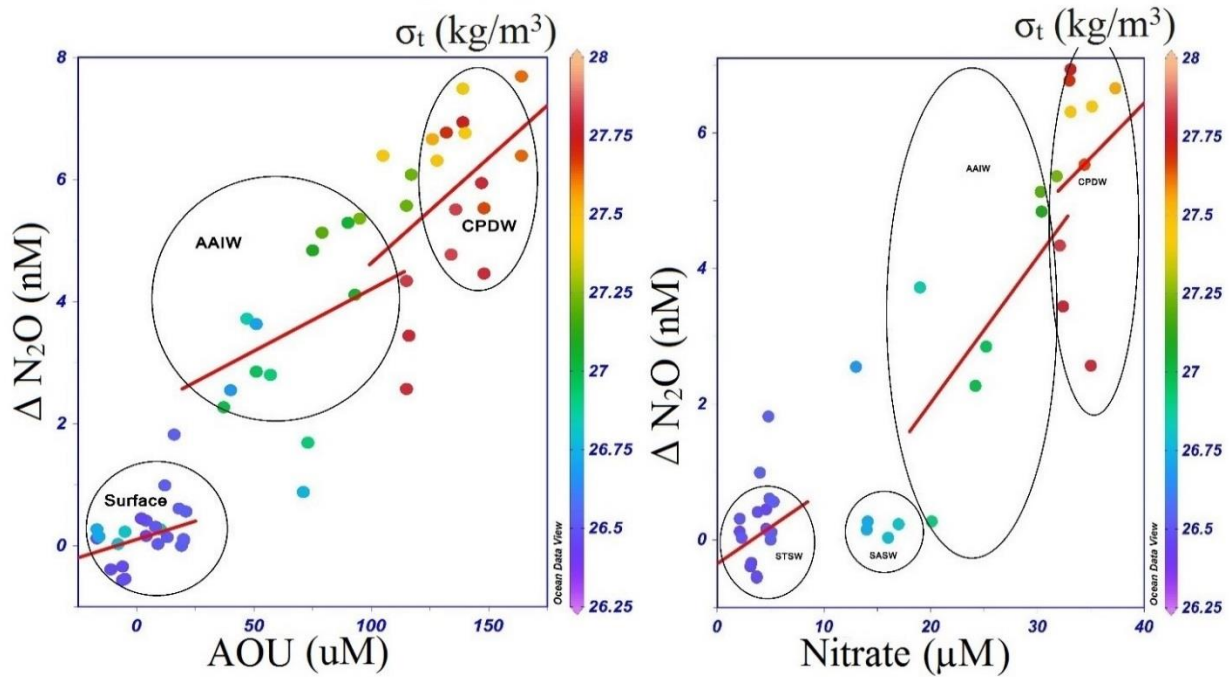 σt (kg/m³)
8
6
4
2
0
Δ N₂O (nM)
AAIW
CPDW
Surface
0
50
100
150
AOU (uM)
28
27.75
27.5
27.25
27
26.75
26.5
26.25
Ocean Data View
σt (kg/m³)
6
4
2
0
Δ N₂O (nM)
AAIW
CPDW
STSW
SASW
0
10
20
30
40
Nitrate (μM)
28
27.75
27.5
27.25
27
26.75
26.5
26.25
Ocean Data View